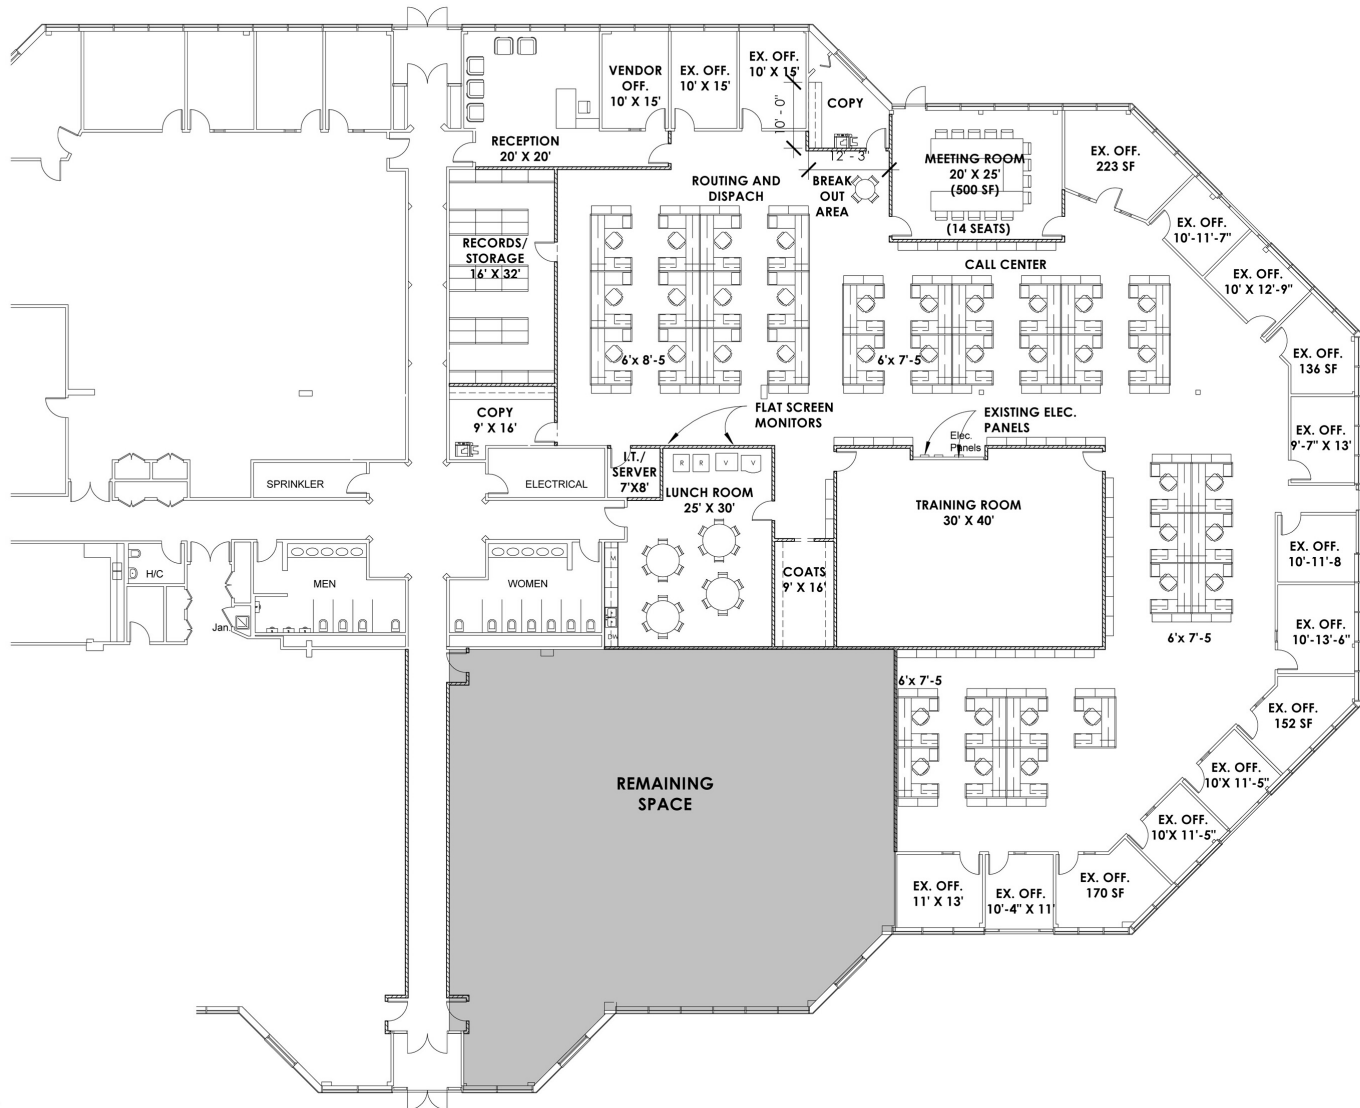 VENDOR
OFF.
10' X 15'
EX. OFF.
10' X 15'
EX. OFF.
10' X 15'
10' - 0"
COPY
12' - 3"
RECEPTION
20' X 20'
MEETING ROOM
20' X 25'
(500 SF)
(14 SEATS)
EX. OFF.
223 SF
ROUTING AND
DISPACH
BREAK
OUT
AREA
EX. OFF.
10'-11'-7"
RECORDS/
STORAGE
16' X 32'
CALL CENTER
EX. OFF.
10' X 12'-9"
6'x 8'-5
6'x 7'-5
EX. OFF.
136 SF
COPY
9' X 16'
FLAT SCREEN
MONITORS
EXISTING ELEC.
PANELS
Elec.
Panels
EX. OFF.
9'-7" X 13'
I.T./
SERVER
7'X8'
R R V V
SPRINKLER
ELECTRICAL
LUNCH ROOM
25' X 30'
TRAINING ROOM
30' X 40'
EX. OFF.
10'-11'-8
H/C
MEN
WOMEN
M
COATS
9' X 16'
Jan.
DW
EX. OFF.
10'-13'-6"
6'x 7'-5
6'x 7'-5
EX. OFF.
152 SF
REMAINING
SPACE
EX. OFF.
10'X 11'-5"
EX. OFF.
10'X 11'-5"
EX. OFF.
11' X 13'
EX. OFF.
10'-4" X 11'
EX. OFF.
170 SF